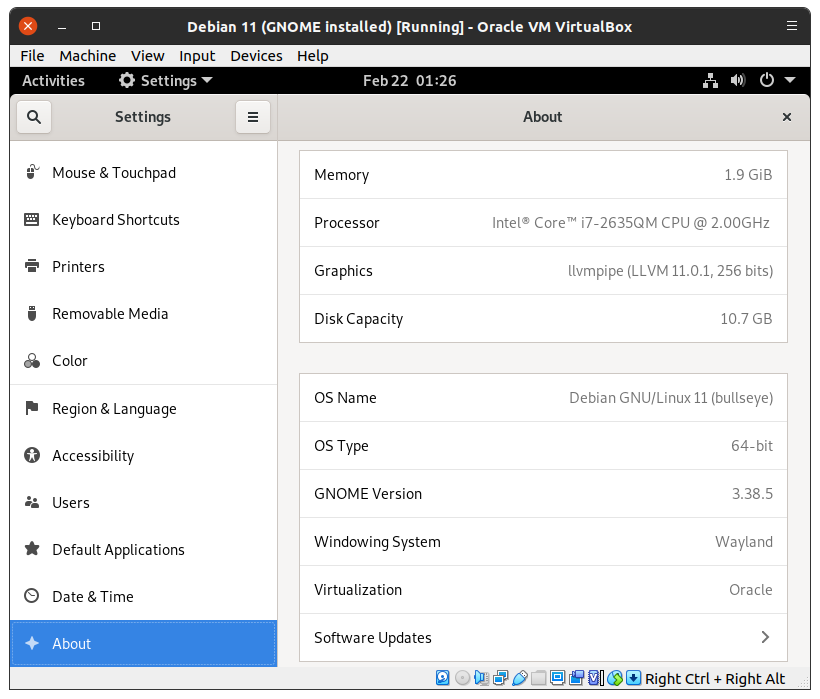 Debian 11 (GNOME installed) [Running] - Oracle VM VirtualBox
File Machine View Input Devices Help
Activities Settings Feb 22 01:26
Settings About
Mouse & Touchpad
Keyboard Shortcuts
Printers
Removable Media
Color
Region & Language
Accessibility
Users
Default Applications
Date & Time
About
Memory 1.9 GiB
Processor Intel® Core™ i7-2635QM CPU @ 2.00GHz
Graphics llvmpipe (LLVM 11.0.1, 256 bits)
Disk Capacity 10.7 GB
OS Name Debian GNU/Linux 11 (bullseye)
OS Type 64-bit
GNOME Version 3.38.5
Windowing System Wayland
Virtualization Oracle
Software Updates
Right Ctrl + Right Alt